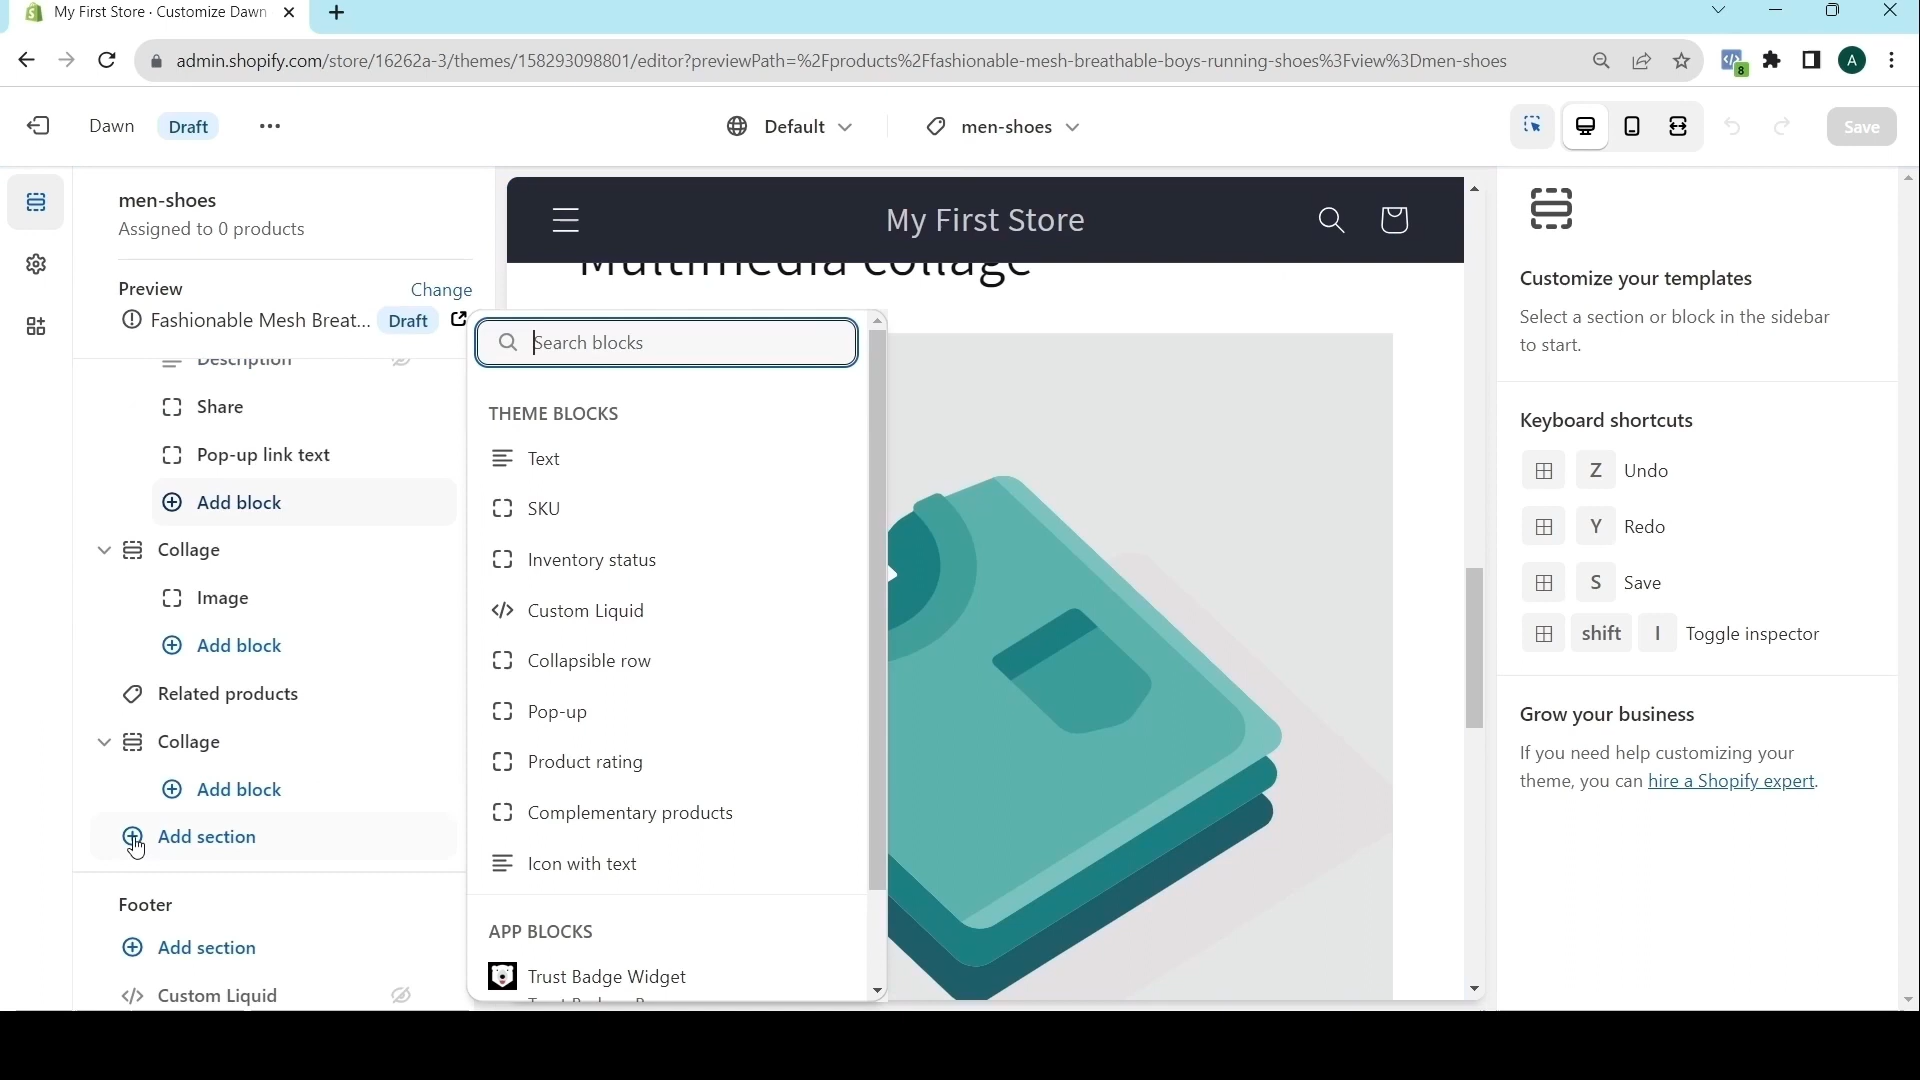 My First Store · Customize Dawn
admin.shopify.com/store/16262a-3/themes/158293098801/editor?previewPath=%2Fproducts%2Ffashionable-mesh-breathable-boys-running-shoes%3Fview%3Dmen-shoes
8
A
Dawn
Draft
Default
men-shoes
Save
men-shoes
Assigned to 0 products
Preview
Change
Fashionable Mesh Breat...
Draft
Description
Share
Pop-up link text
Add block
Collage
Image
Add block
Related products
Collage
Add block
Add section
Footer
Add section
Custom Liquid
Search blocks
THEME BLOCKS
Text
SKU
Inventory status
Custom Liquid
Collapsible row
Pop-up
Product rating
Complementary products
Icon with text
APP BLOCKS
Trust Badge Widget
My First Store
Multimedia collage
Customize your templates
Select a section or block in the sidebar
to start.
Keyboard shortcuts
Z Undo
Y Redo
S Save
shift I Toggle inspector
Grow your business
If you need help customizing your
theme, you can hire a Shopify expert.